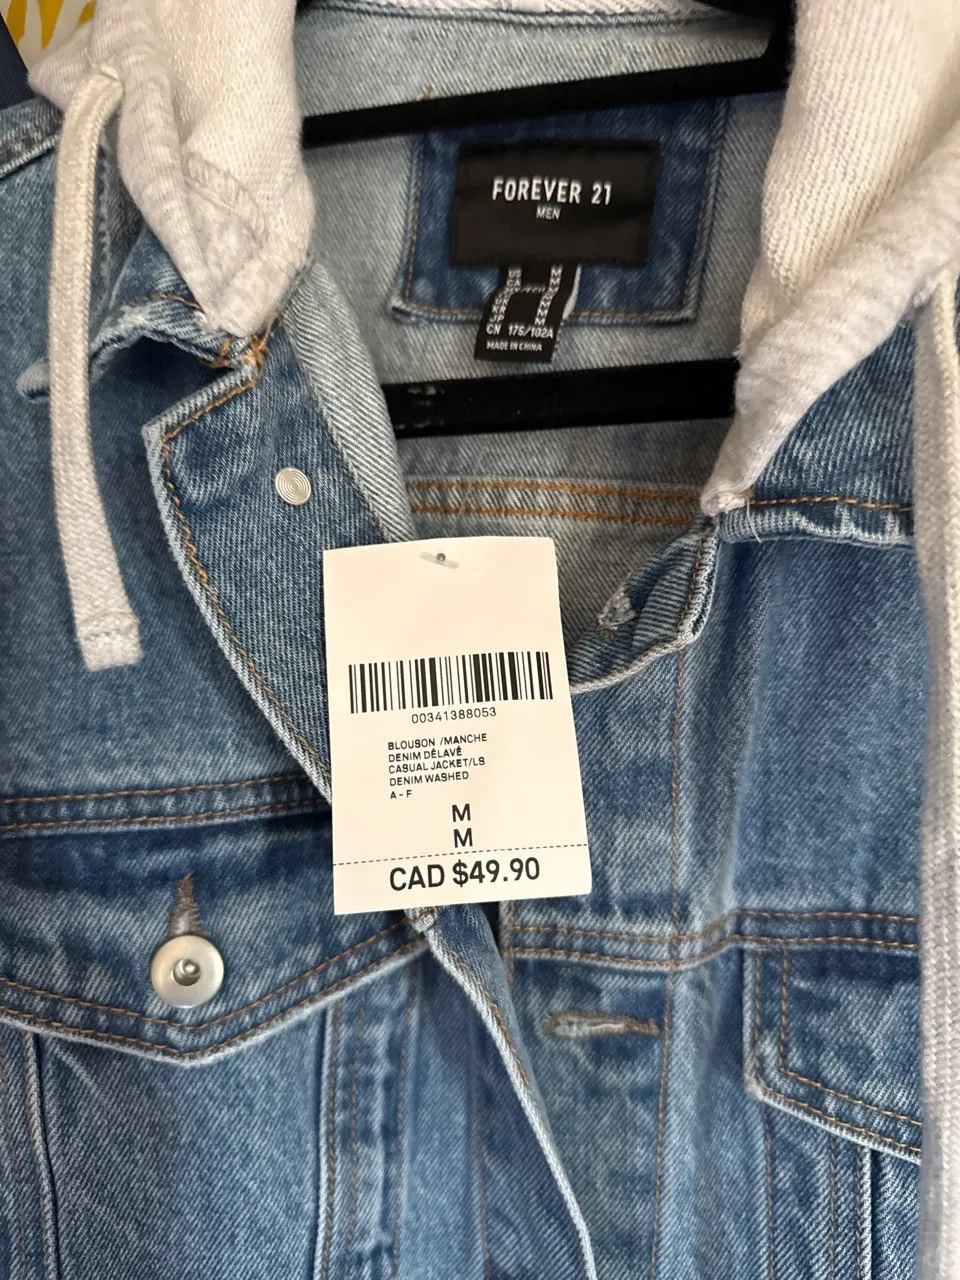 FOREVER 21
MEN
CN 175/102A
MADE IN CHINA
00341388053
BLOUSON /MANCHE
DENIM DÉLAVÉ
CASUAL JACKET/LS
DENIM WASHED
A - F
M
M
CAD $49.90